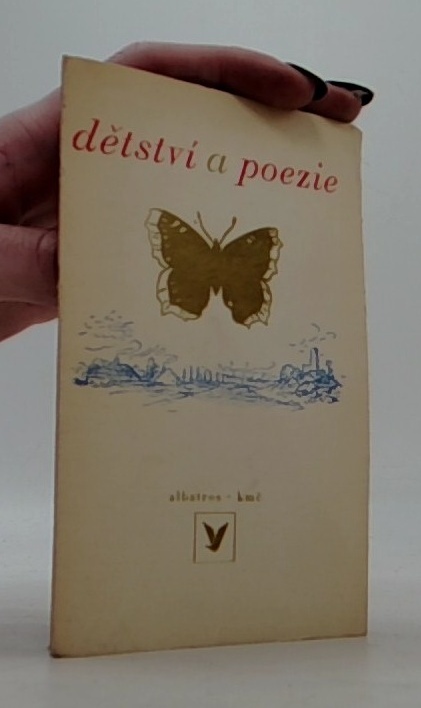 dětství a poezie
albatros • kmč